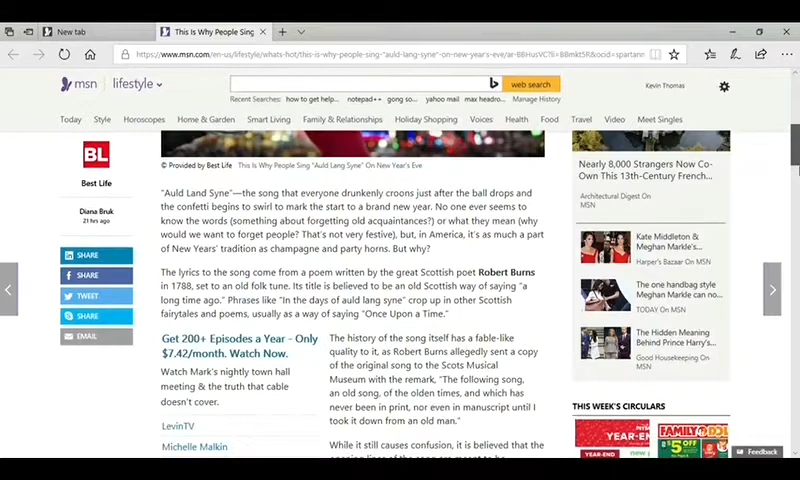 New tab
This Is Why People Sing
https://www.msn.com/en-us/lifestyle/whats-hot/this-is-why-people-sing-"auld-lang-syne"-on-new-year's-eve/ar-BBHusVC?li=BBmkt5R&ocid=spartann
msn lifestyle
web search
Kevin Thomas
Recent Searches: how to get help... notepad++ gong so... yahoo mail max headro... Manage History
Today Style Horoscopes Home & Garden Smart Living Family & Relationships Holiday Shopping Voices Health Food Travel Video Meet Singles
BL
Best Life
Diana Bruk
21 hrs ago
SHARE
SHARE
TWEET
SHARE
EMAIL
© Provided by Best Life This Is Why People Sing "Auld Lang Syne" On New Year's Eve
"Auld Land Syne"—the song that everyone drunkenly croons just after the ball drops and
the confetti begins to swirl to mark the start to a brand new year. No one ever seems to
know the words (something about forgetting old acquaintances?) or what they mean (why
would we want to forget people? That's not very festive), but, in America, it's as much a part
of New Years' tradition as champagne and party horns. But why?
The lyrics to the song come from a poem written by the great Scottish poet Robert Burns
in 1788, set to an old folk tune. Its title is believed to be an old Scottish way of saying "a
long time ago." Phrases like "In the days of auld lang syne" crop up in other Scottish
fairytales and poems, usually as a way of saying "Once Upon a Time."
Get 200+ Episodes a Year - Only
$7.42/month. Watch Now.
Watch Mark's nightly town hall
meeting & the truth that cable
doesn't cover.
LevinTV
Michelle Malkin
The history of the song itself has a fable-like
quality to it, as Robert Burns allegedly sent a copy
of the original song to the Scots Musical
Museum with the remark, "The following song,
an old song, of the olden times, and which has
never been in print, nor even in manuscript until I
took it down from an old man."
While it still causes confusion, it is believed that the
Nearly 8,000 Strangers Now Co-
Own This 13th-Century French...
Architectural Digest On
MSN
Kate Middleton &
Meghan Markle's...
Harper's Bazaar On MSN
The one handbag style
Meghan Markle can no...
TODAY On MSN
The Hidden Meaning
Behind Prince Harry's...
Good Housekeeping On
MSN
THIS WEEK'S CIRCULARS
YEAR-EN
YEAR-END
FAMILY DOL
$5 OFF
Feedback